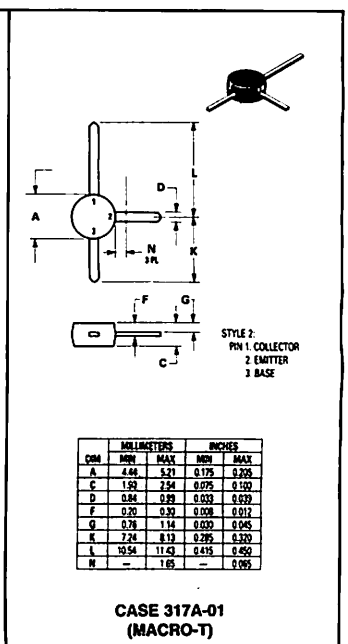 L
D
A
1
2
3
N
3 PL
K
F
G
C
STYLE 2:
PIN 1. COLLECTOR
2 EMITTER
3 BASE
MILLIMETERS INCHES
DIM MIN MAX MIN MAX
A 4.44 5.21 0.175 0.205
C 1.90 2.54 0.075 0.100
D 0.84 0.99 0.033 0.039
F 0.20 0.30 0.008 0.012
G 0.76 1.14 0.030 0.045
K 7.24 8.13 0.285 0.320
L 10.54 11.43 0.415 0.450
N — 1.65 — 0.065
CASE 317A-01
(MACRO-T)